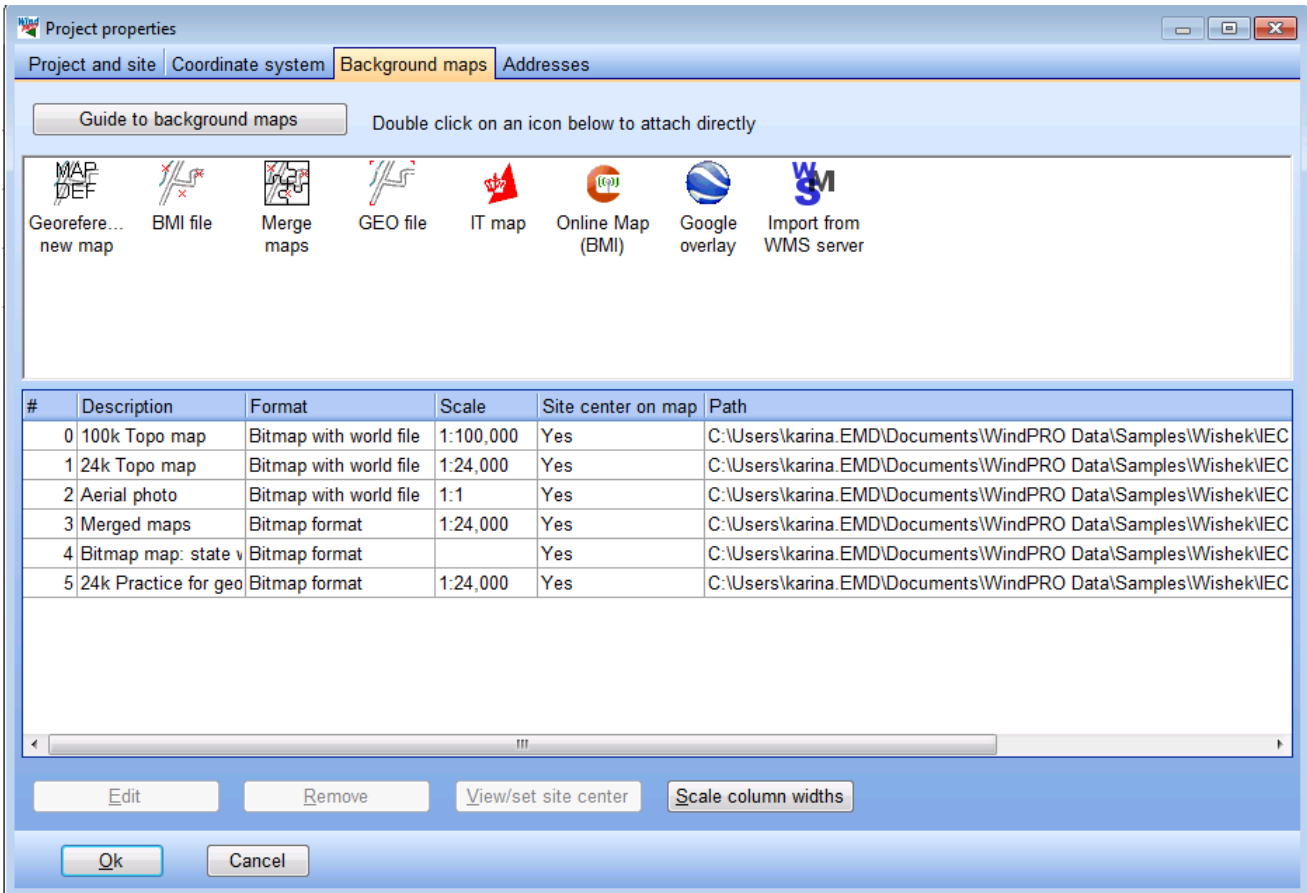 Wind
Project properties
Project and site Coordinate system Background maps Addresses
Guide to background maps Double click on an icon below to attach directly
MAP DEF
WMS
Georefere... new map
BMI file
Merge maps
GEO file
IT map
Online Map (BMI)
Google overlay
Import from WMS server
# Description Format Scale Site center on map Path
0 100k Topo map Bitmap with world file 1:100,000 Yes C:\Users\karina.EMD\Documents\WindPRO Data\Samples\Wishek\IEC
1 24k Topo map Bitmap with world file 1:24,000 Yes C:\Users\karina.EMD\Documents\WindPRO Data\Samples\Wishek\IEC
2 Aerial photo Bitmap with world file 1:1 Yes C:\Users\karina.EMD\Documents\WindPRO Data\Samples\Wishek\IEC
3 Merged maps Bitmap format 1:24,000 Yes C:\Users\karina.EMD\Documents\WindPRO Data\Samples\Wishek\IEC
4 Bitmap map: state Bitmap format Yes C:\Users\karina.EMD\Documents\WindPRO Data\Samples\Wishek\IEC
5 24k Practice for geo Bitmap format 1:24,000 Yes C:\Users\karina.EMD\Documents\WindPRO Data\Samples\Wishek\IEC
Edit Remove View/set site center Scale column widths
Ok Cancel